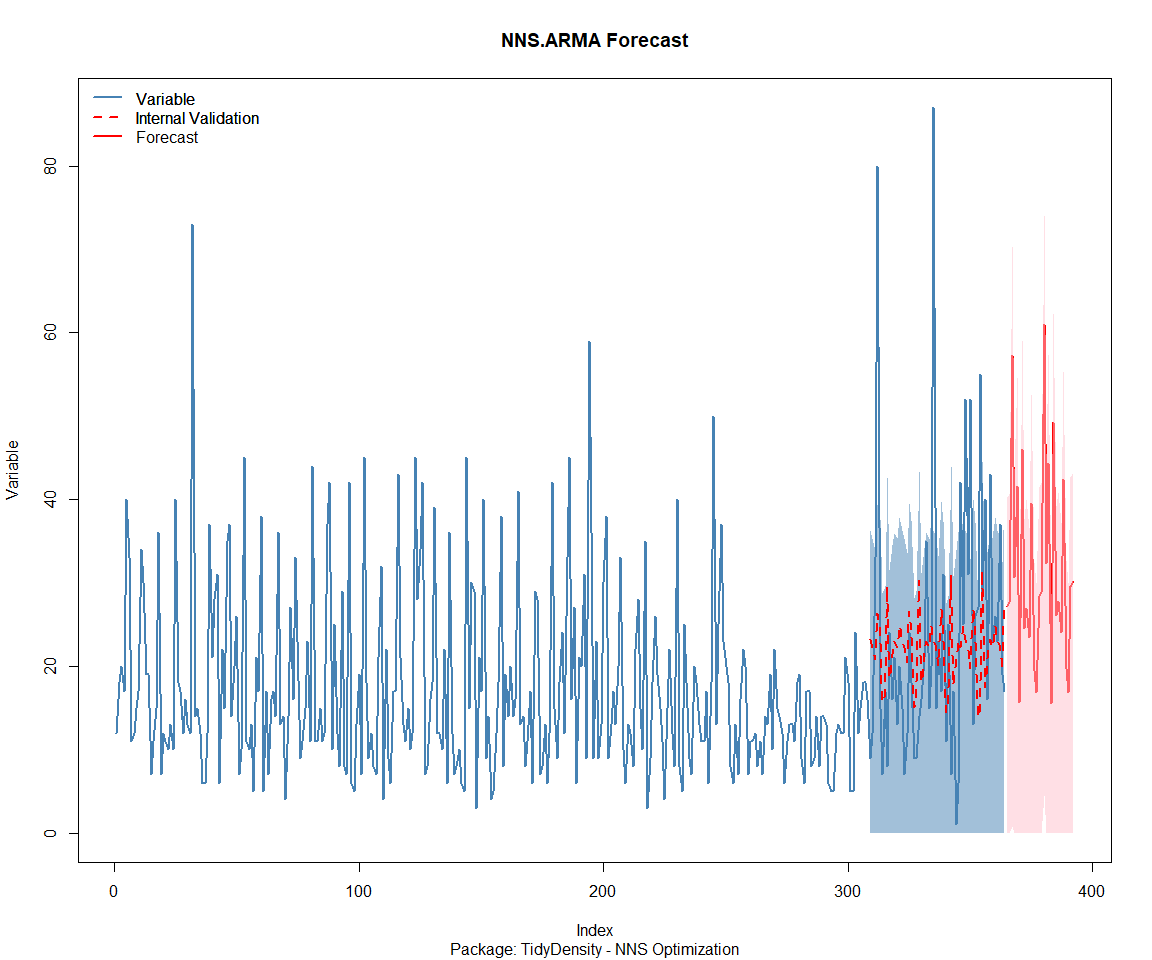 NNS.ARMA Forecast
Variable
Internal Validation
Forecast
Variable
80
60
40
20
0
0
100
200
300
400
Index
Package: TidyDensity - NNS Optimization